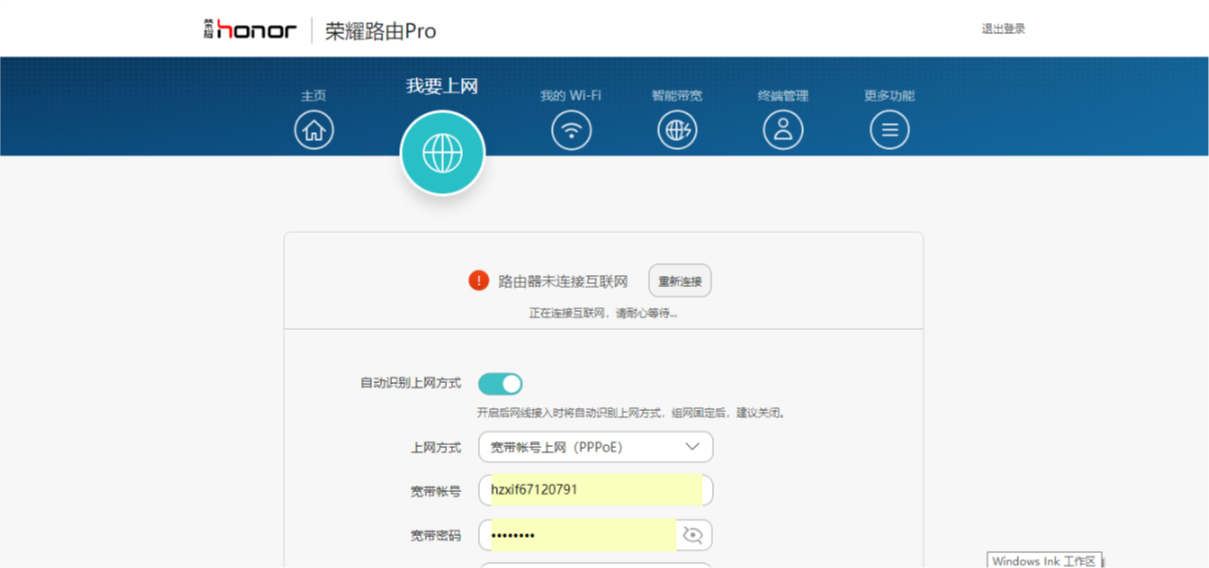 荣耀 honor 荣耀路由Pro 退出登录
主页 我要上网 我的 Wi-Fi 智能带宽 终端管理 更多功能
! 路由器未连接互联网 重新连接
正在连接互联网，请耐心等待...
自动识别上网方式
开启后网线接入时将自动识别上网方式，组网固定后，建议关闭。
上网方式 宽带帐号上网（PPPoE）
宽带帐号 hzxif67120791
宽带密码 ••••••••
Windows Ink 工作区